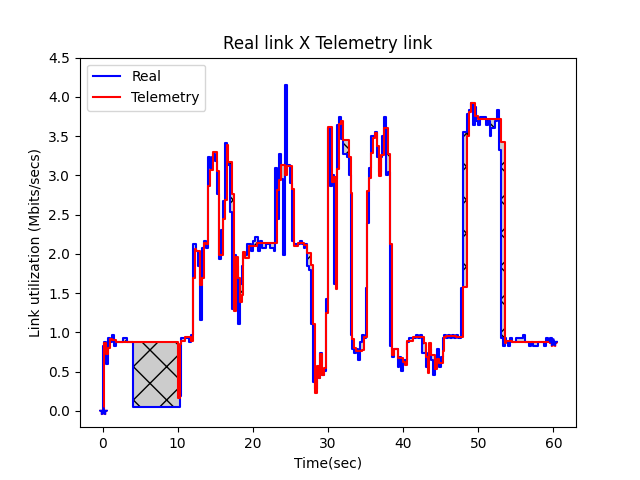 Real link X Telemetry link
Real
Telemetry
Link utilization (Mbits/secs)
4.5
4.0
3.5
3.0
2.5
2.0
1.5
1.0
0.5
0.0
0 10 20 30 40 50 60
Time(sec)